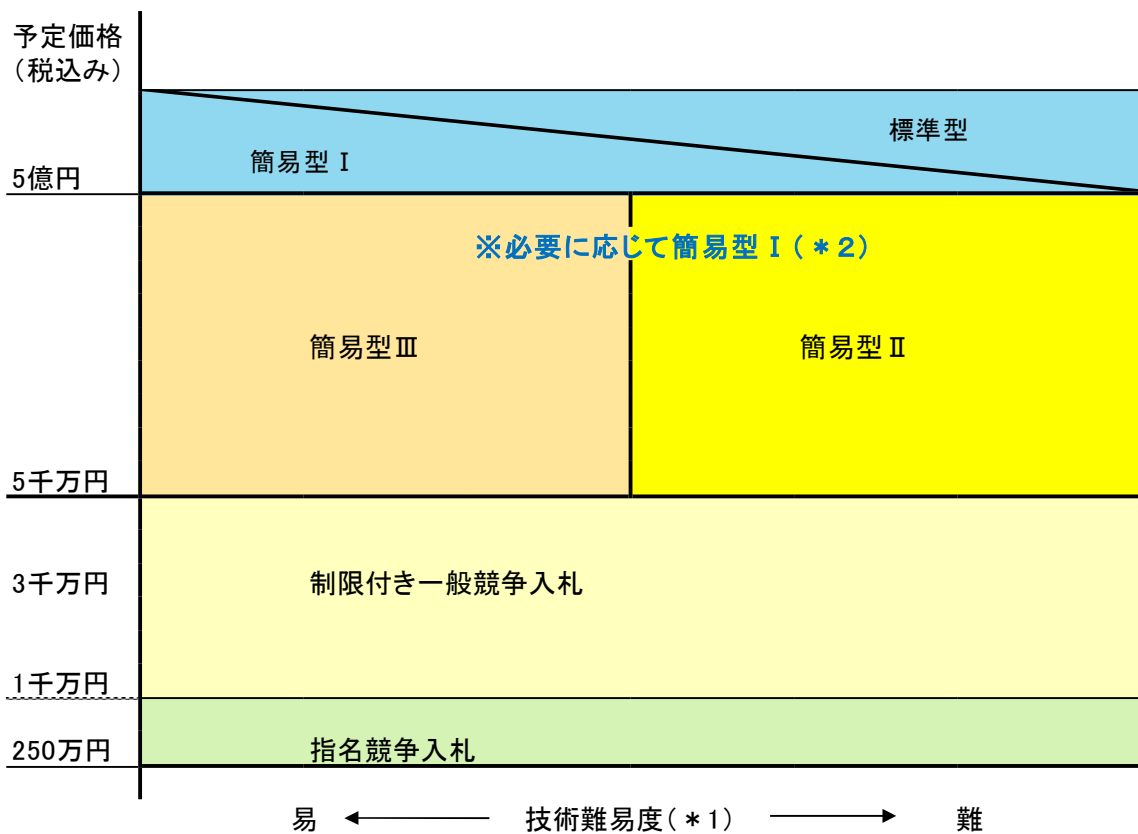 予定価格
（税込み）
標準型
簡易型Ⅰ
5億円
※必要に応じて簡易型Ⅰ（＊2）
簡易型Ⅲ
簡易型Ⅱ
5千万円
3千万円
制限付き一般競争入札
1千万円
250万円
指名競争入札
易
技術難易度（＊1）
難